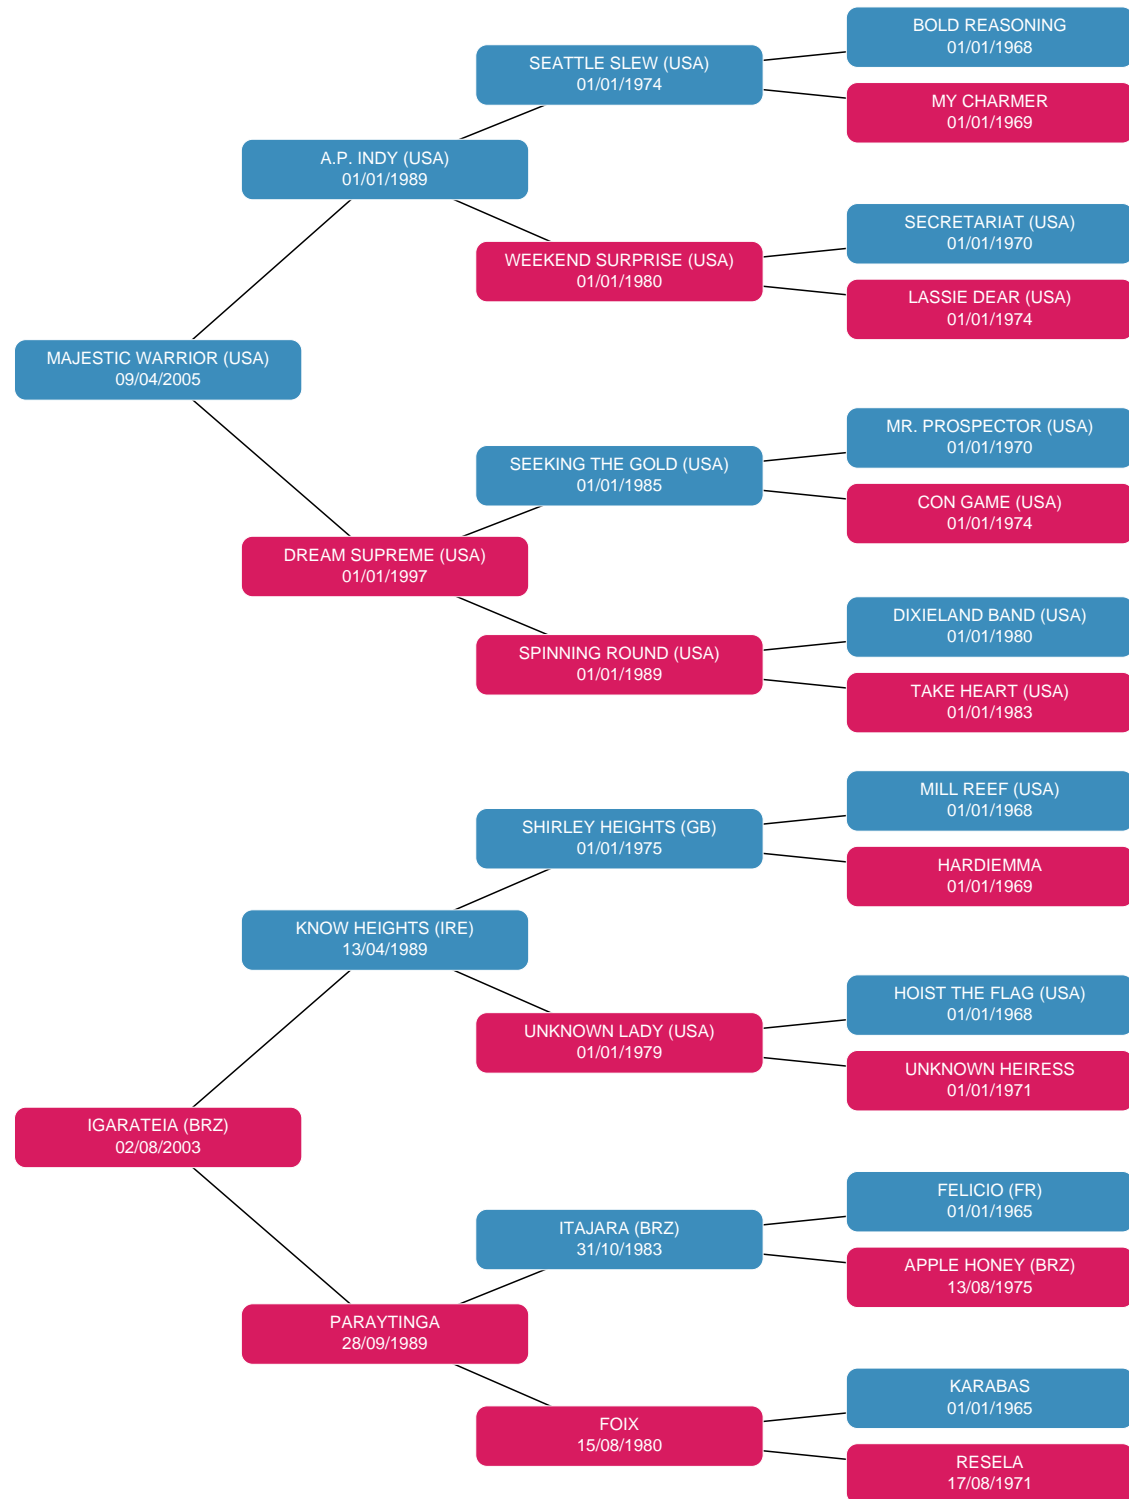 BOLD REASONING
01/01/1968
SEATTLE SLEW (USA)
01/01/1974
MY CHARMER
01/01/1969
A.P. INDY (USA)
01/01/1989
SECRETARIAT (USA)
01/01/1970
WEEKEND SURPRISE (USA)
01/01/1980
LASSIE DEAR (USA)
01/01/1974
MAJESTIC WARRIOR (USA)
09/04/2005
MR. PROSPECTOR (USA)
01/01/1970
SEEKING THE GOLD (USA)
01/01/1985
CON GAME (USA)
01/01/1974
DREAM SUPREME (USA)
01/01/1997
DIXIELAND BAND (USA)
01/01/1980
SPINNING ROUND (USA)
01/01/1989
TAKE HEART (USA)
01/01/1983
MILL REEF (USA)
01/01/1968
SHIRLEY HEIGHTS (GB)
01/01/1975
HARDIEMMA
01/01/1969
KNOW HEIGHTS (IRE)
13/04/1989
HOIST THE FLAG (USA)
01/01/1968
UNKNOWN LADY (USA)
01/01/1979
UNKNOWN HEIRESS
01/01/1971
IGARATEIA (BRZ)
02/08/2003
FELICIO (FR)
01/01/1965
ITAJARA (BRZ)
31/10/1983
APPLE HONEY (BRZ)
13/08/1975
PARAYTINGA
28/09/1989
KARABAS
01/01/1965
FOIX
15/08/1980
RESELA
17/08/1971